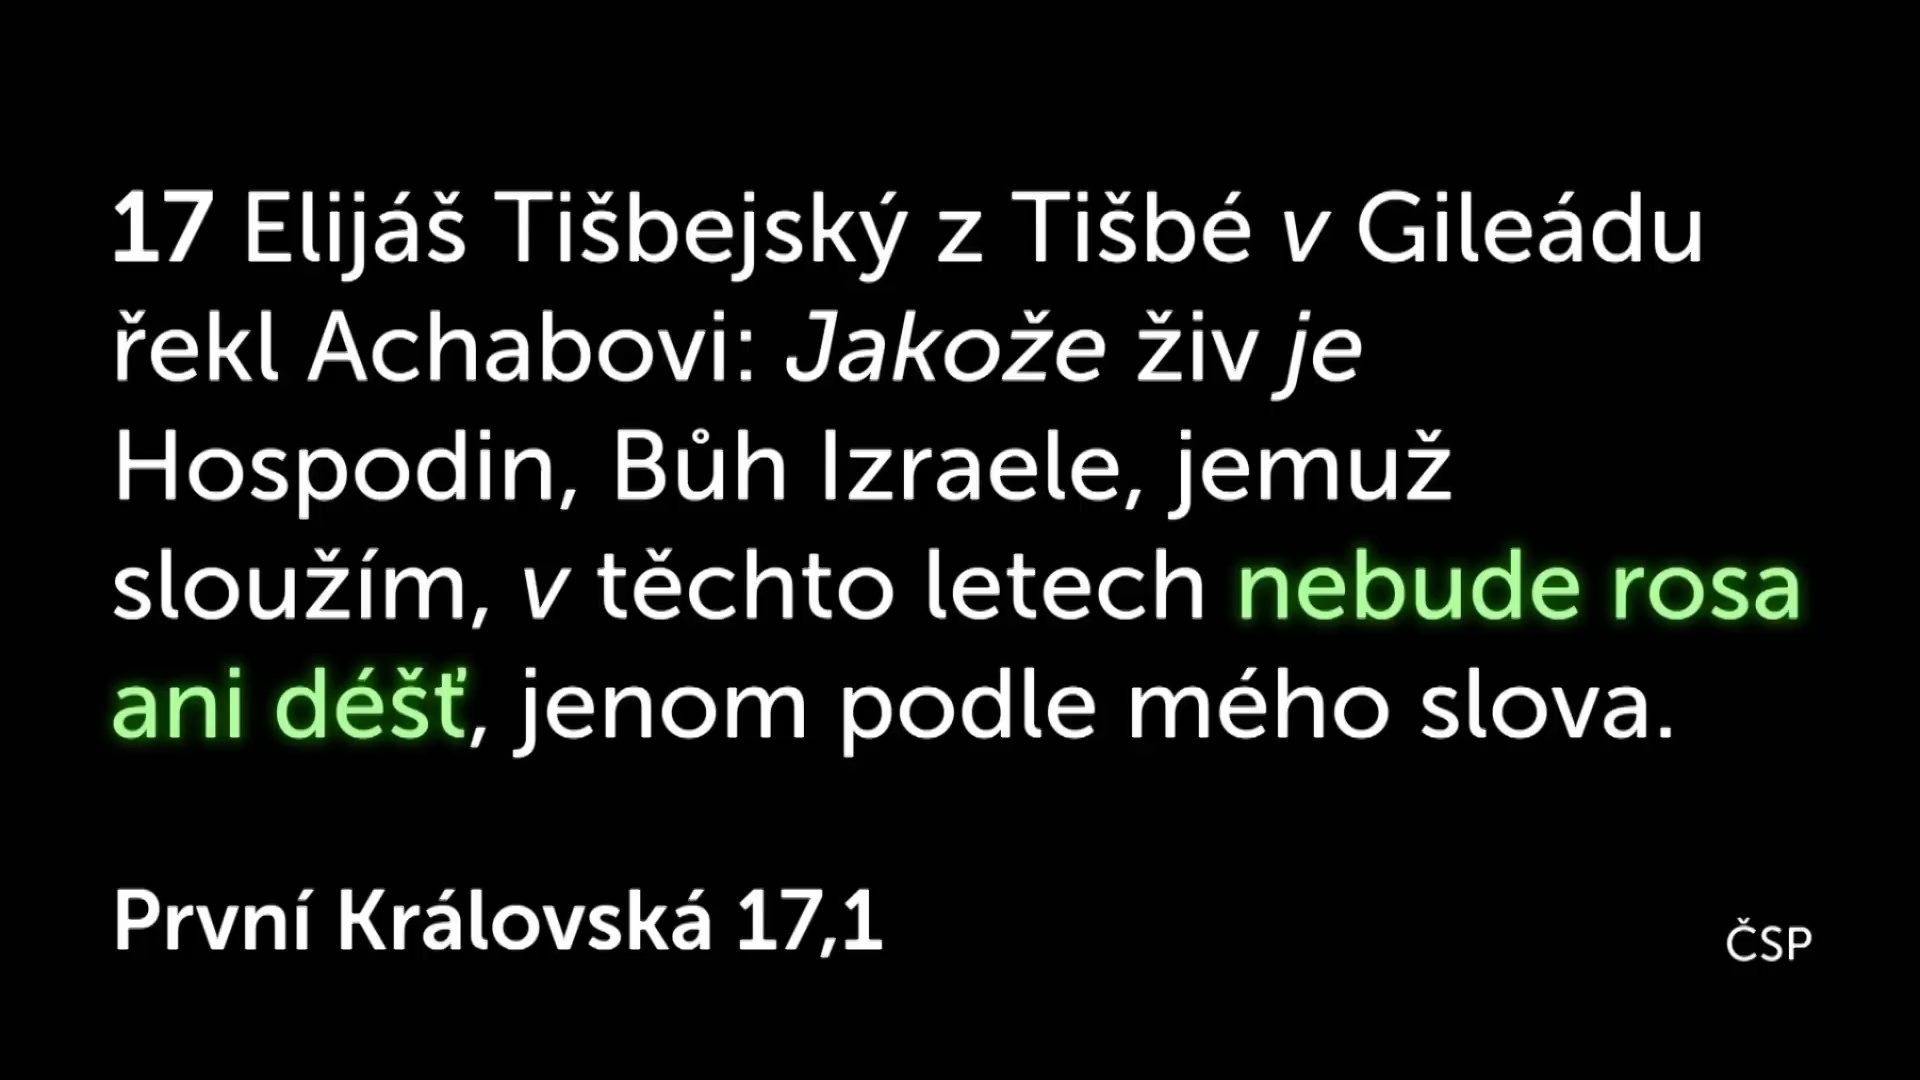 17 Elijáš Tišbejský z Tišbé v Gileádu
řekl Achabovi: Jakože živ je
Hospodin, Bůh Izraele, jemuž
sloužím, v těchto letech nebude rosa
ani déšť, jenom podle mého slova.
První Královská 17,1
ČSP